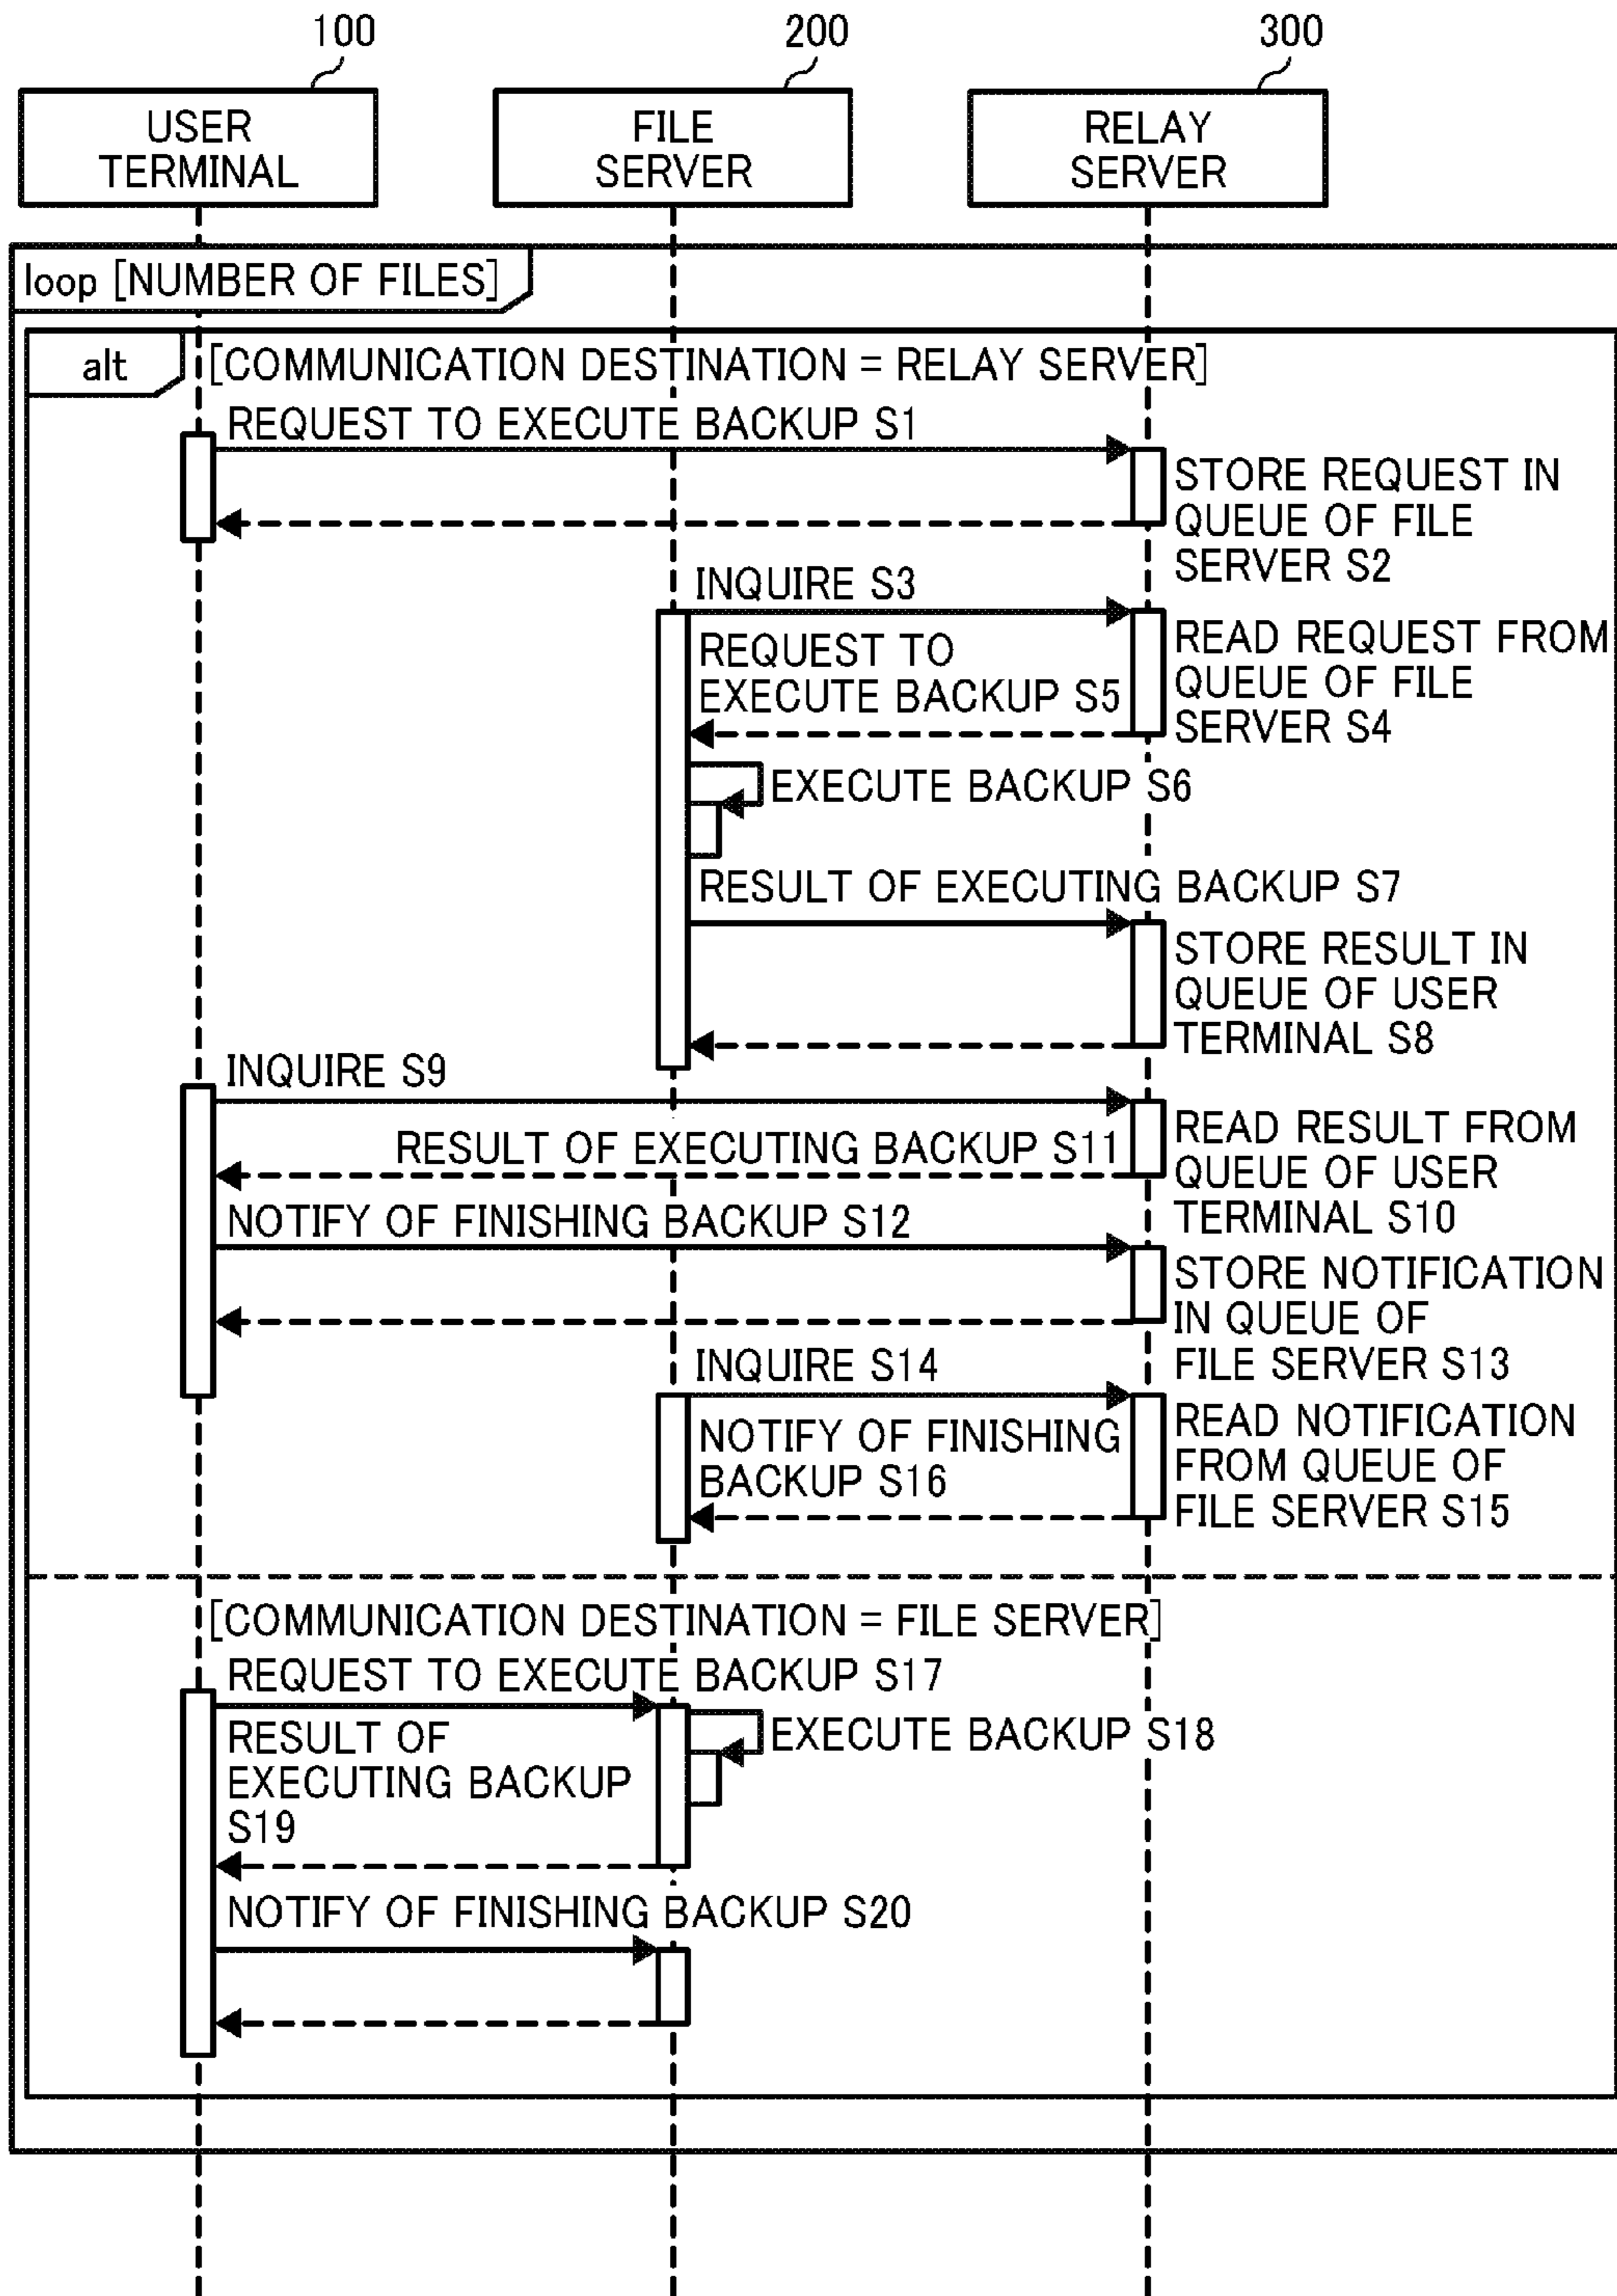 100
200
300
USER
TERMINAL
FILE
SERVER
RELAY
SERVER
loop [NUMBER OF FILES]
alt
[COMMUNICATION DESTINATION = RELAY SERVER]
REQUEST TO EXECUTE BACKUP S1
STORE REQUEST IN
QUEUE OF FILE
SERVER S2
INQUIRE S3
REQUEST TO
EXECUTE BACKUP S5
READ REQUEST FROM
QUEUE OF FILE
SERVER S4
EXECUTE BACKUP S6
RESULT OF EXECUTING BACKUP S7
STORE RESULT IN
QUEUE OF USER
TERMINAL S8
INQUIRE S9
RESULT OF EXECUTING BACKUP S11
READ RESULT FROM
QUEUE OF USER
TERMINAL S10
NOTIFY OF FINISHING BACKUP S12
STORE NOTIFICATION
IN QUEUE OF
FILE SERVER S13
INQUIRE S14
NOTIFY OF FINISHING
BACKUP S16
READ NOTIFICATION
FROM QUEUE OF
FILE SERVER S15
[COMMUNICATION DESTINATION = FILE SERVER]
REQUEST TO EXECUTE BACKUP S17
EXECUTE BACKUP S18
RESULT OF
EXECUTING BACKUP
S19
NOTIFY OF FINISHING BACKUP S20